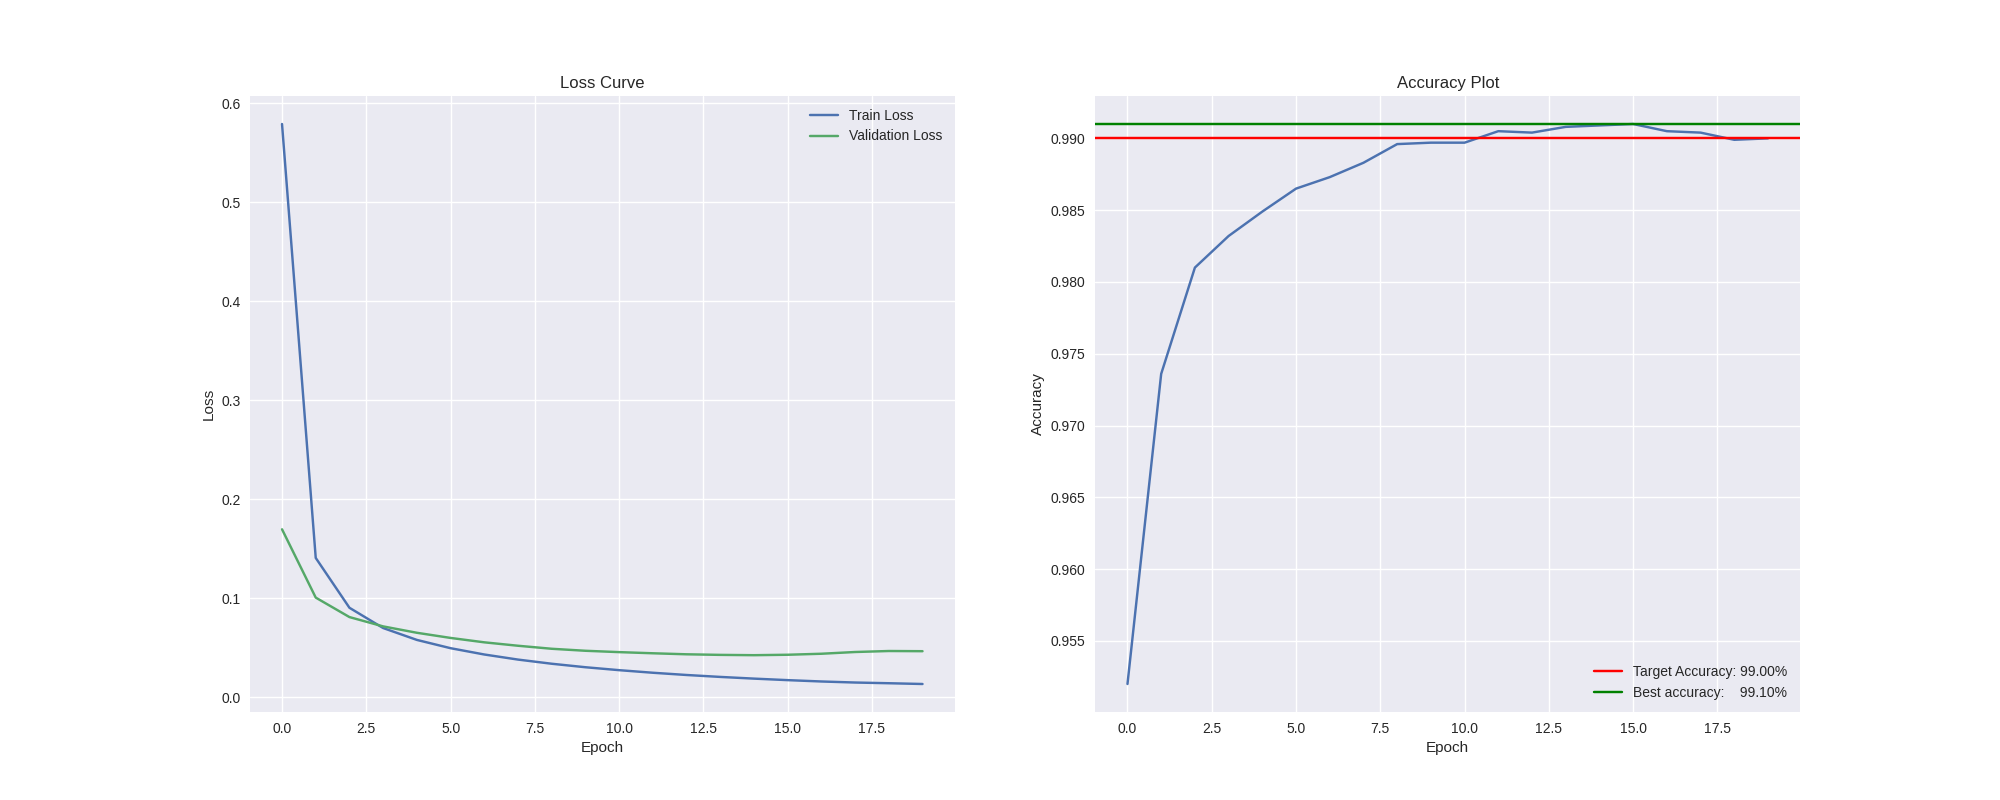 Loss Curve
Train Loss
Validation Loss
0.6
0.5
0.4
0.3
0.2
0.1
0.0
Loss
0.0 2.5 5.0 7.5 10.0 12.5 15.0 17.5
Epoch
Accuracy Plot
0.990
0.985
0.980
0.975
0.970
0.965
0.960
0.955
Accuracy
Target Accuracy: 99.00%
Best accuracy: 99.10%
0.0 2.5 5.0 7.5 10.0 12.5 15.0 17.5
Epoch